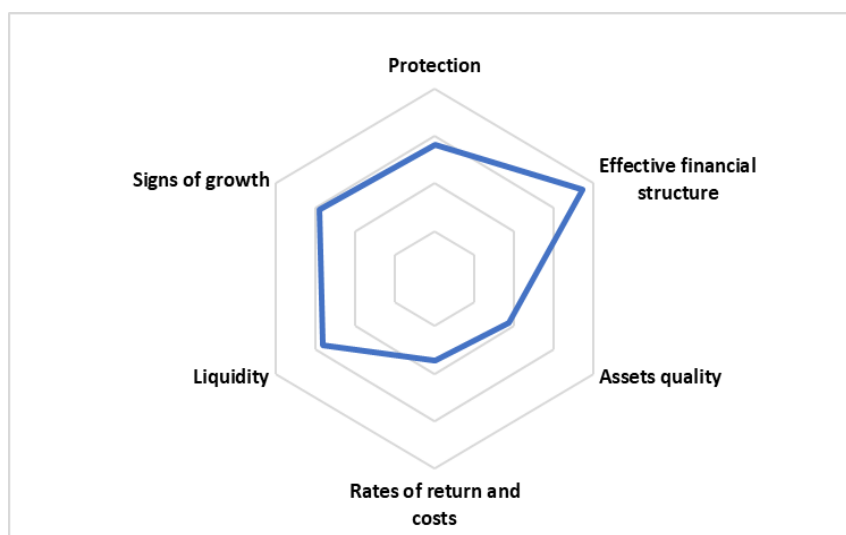 Protection
Effective financial
structure
Signs of growth
Liquidity
Assets quality
Rates of return and
costs